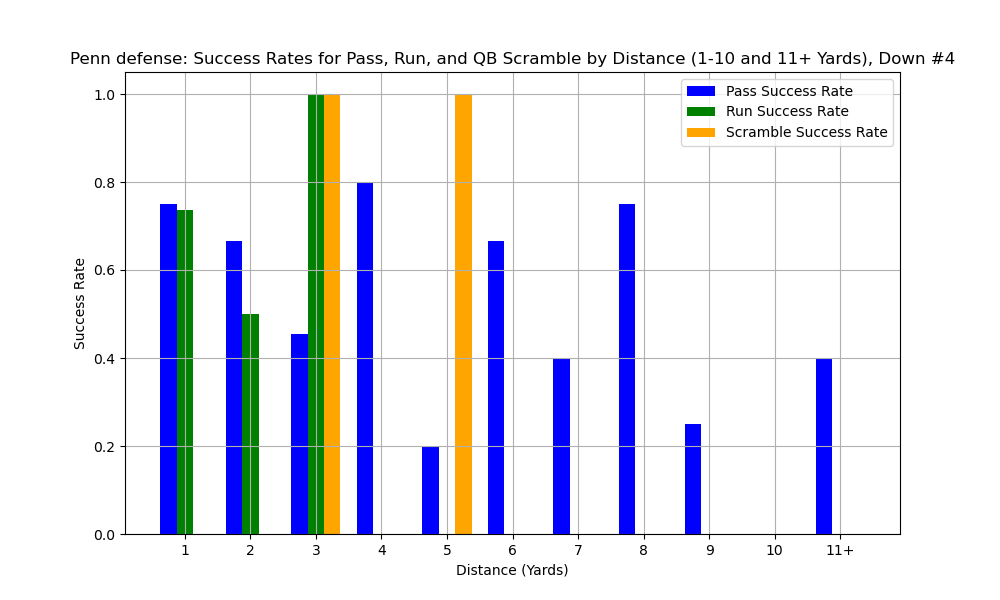 Penn defense: Success Rates for Pass, Run, and QB Scramble by Distance (1-10 and 11+ Yards), Down #4
Pass Success Rate
Run Success Rate
Scramble Success Rate
1.0
0.8
0.6
0.4
0.2
0.0
Success Rate
1 2 3 4 5 6 7 8 9 10 11+
Distance (Yards)